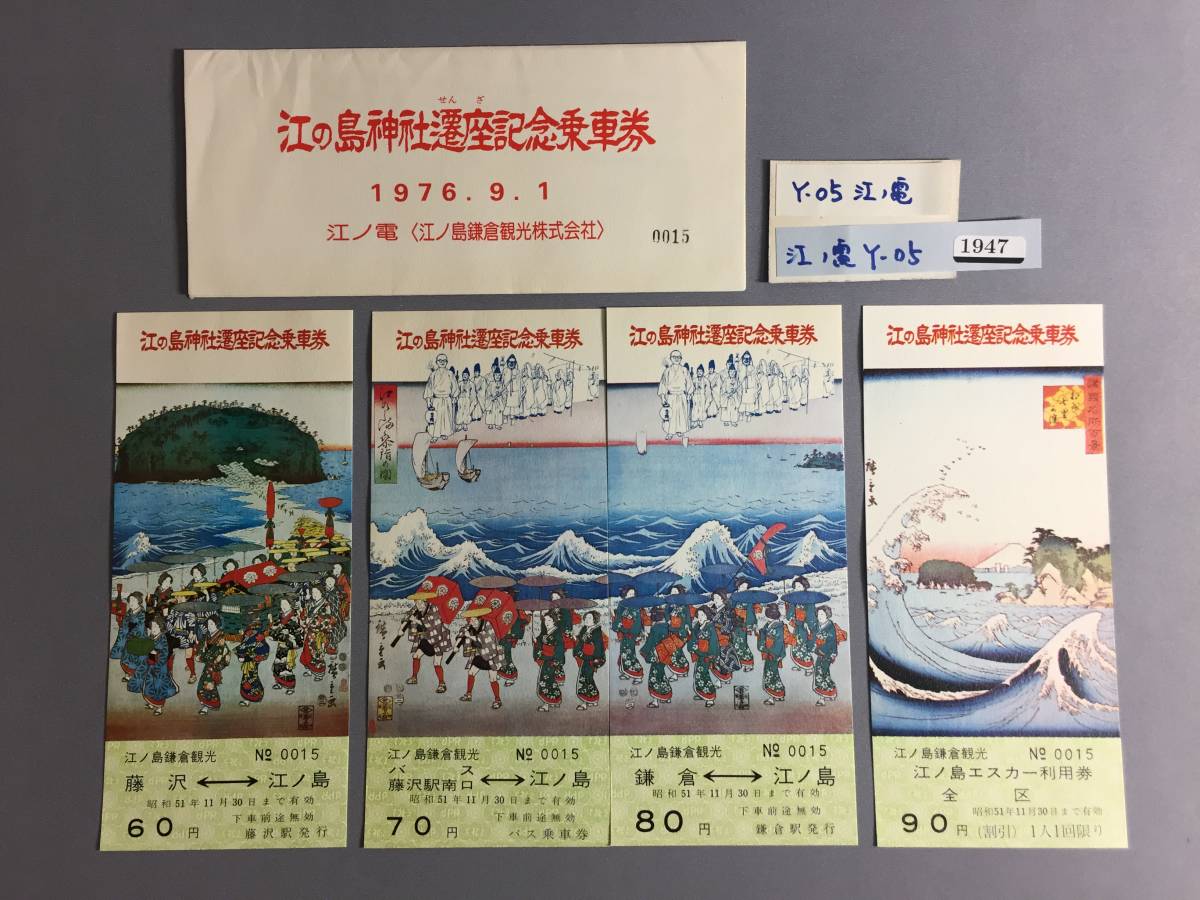 せんざ
江の島神社遷座記念乗車券
1976.9.1
江ノ電〈江ノ島鎌倉観光株式会社〉
0015
Y-05 江ノ電
江ノ電 Y-05
1947
江の島神社遷座記念乗車券
廣重画
江ノ島鎌倉観光 № 0015
藤沢⟷江ノ島
昭和51年11月30日まで有効
下車前途無効
60円 藤沢駅発行
江の島神社遷座記念乗車券
廣重画
江ノ島鎌倉観光 № 0015
バス
藤沢駅南口⟷江ノ島
昭和51年11月30日まで有効
下車前途無効
70円 バス乗車券
江の島神社遷座記念乗車券
江ノ島鎌倉観光 № 0015
鎌倉⟷江ノ島
昭和51年11月30日まで有効
下車前途無効
80円 鎌倉駅発行
江の島神社遷座記念乗車券
廣重画
江ノ島鎌倉観光 № 0015
江ノ島エスカー利用券
全区 昭和51年11月30日まで有効
90円 (割引) 1人1回限り